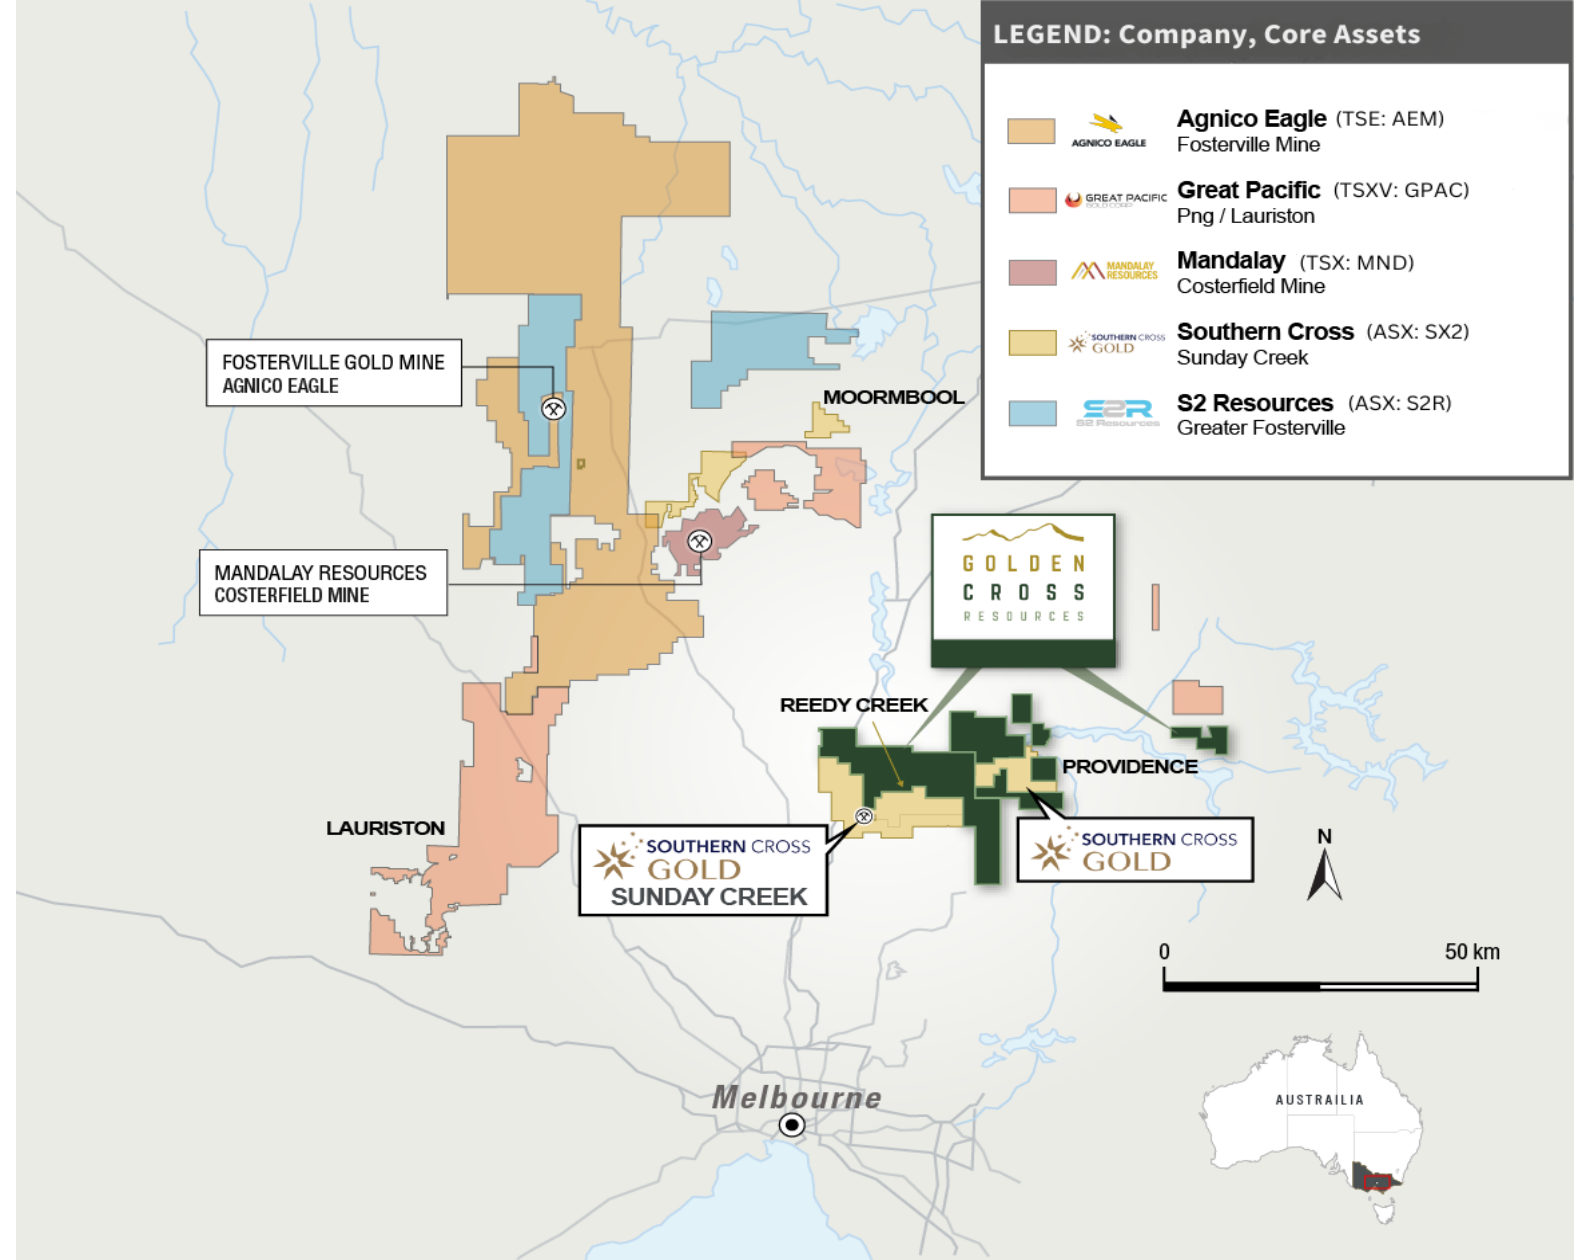 LEGEND: Company, Core Assets
AGNICO EAGLE
Agnico Eagle (TSE: AEM)
Fosterville Mine
GREAT PACIFIC
GOLD CORP
Great Pacific (TSXV: GPAC)
Png / Lauriston
MANDALAY
RESOURCES
Mandalay (TSX: MND)
Costerfield Mine
SOUTHERN CROSS
GOLD
Southern Cross (ASX: SX2)
Sunday Creek
S2R
S2 Resources
S2 Resources (ASX: S2R)
Greater Fosterville
FOSTERVILLE GOLD MINE
AGNICO EAGLE
MOORMBOOL
MANDALAY RESOURCES
COSTERFIELD MINE
GOLDEN
CROSS
RESOURCES
REEDY CREEK
PROVIDENCE
LAURISTON
SOUTHERN CROSS
GOLD
SUNDAY CREEK
SOUTHERN CROSS
GOLD
N
0 50 km
Melbourne
AUSTRAILIA